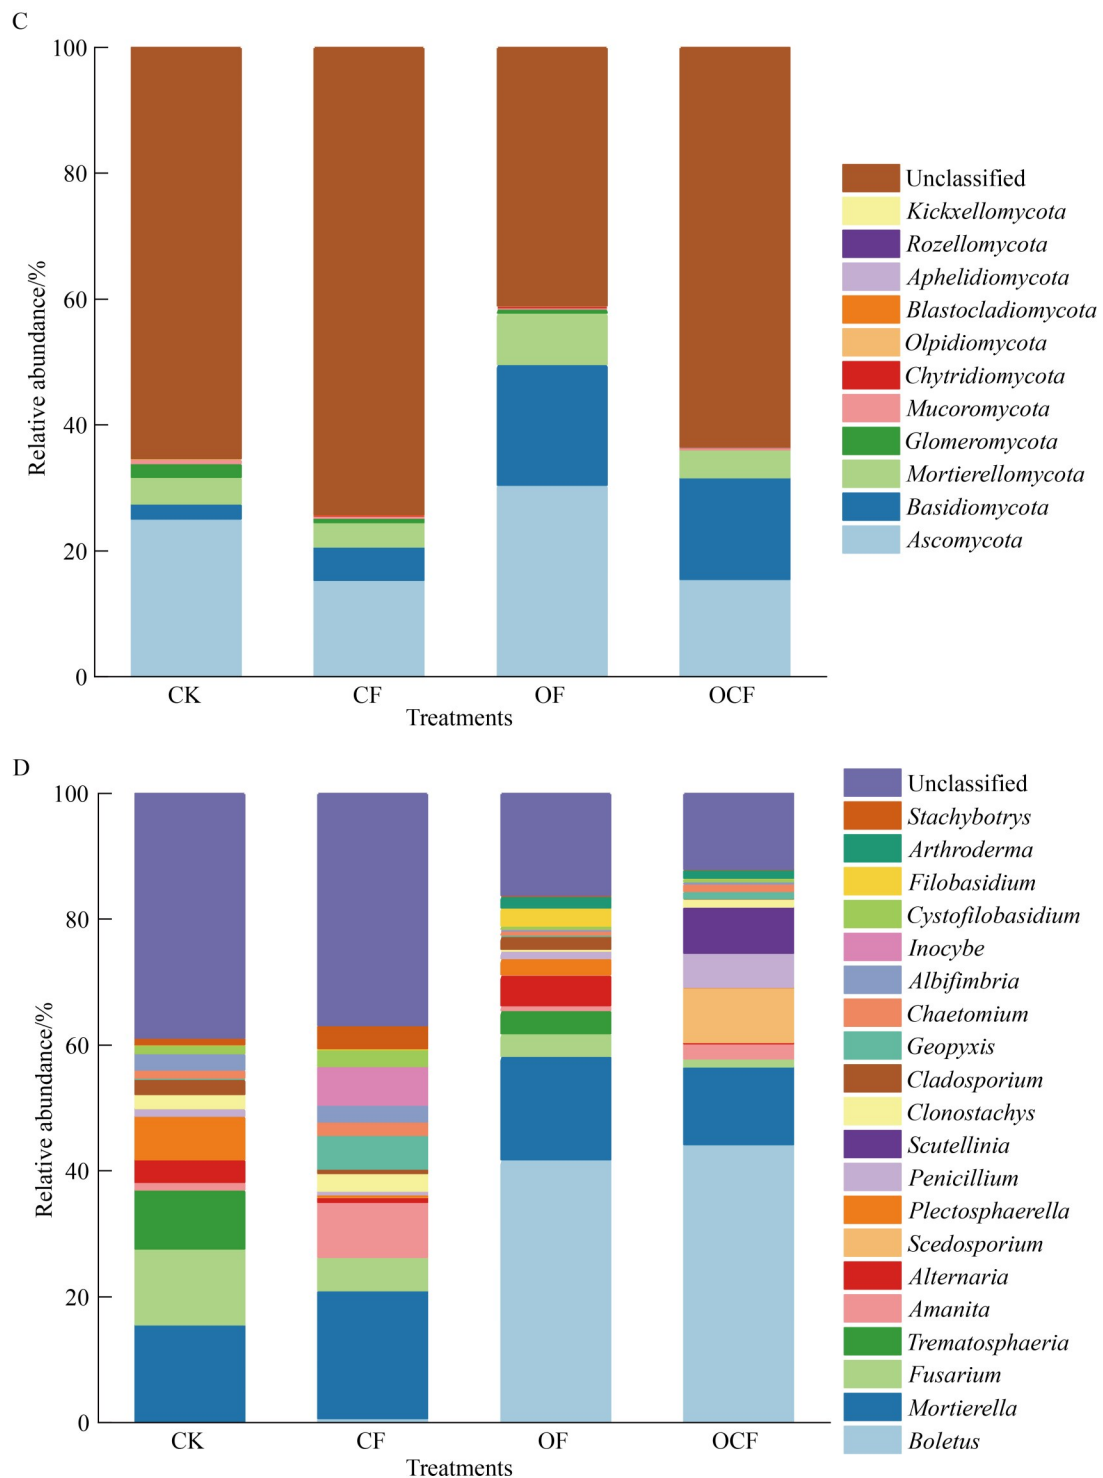 C
100
80
60
40
20
0
Relative abundance/%
CK CF OF OCF
Treatments
Unclassified
Kickxellomycota
Rozellomycota
Aphelidiomycota
Blastocladiomycota
Olpidiomycota
Chytridiomycota
Mucoromycota
Glomeromycota
Mortierellomycota
Basidiomycota
Ascomycota
D
100
80
60
40
20
0
Relative abundance/%
CK CF OF OCF
Treatments
Unclassified
Stachybotrys
Arthroderma
Filobasidium
Cystofilobasidium
Inocybe
Albifimbria
Chaetomium
Geopyxis
Cladosporium
Clonostachys
Scutellinia
Penicillium
Plectosphaerella
Scedosporium
Alternaria
Amanita
Trematosphaeria
Fusarium
Mortierella
Boletus